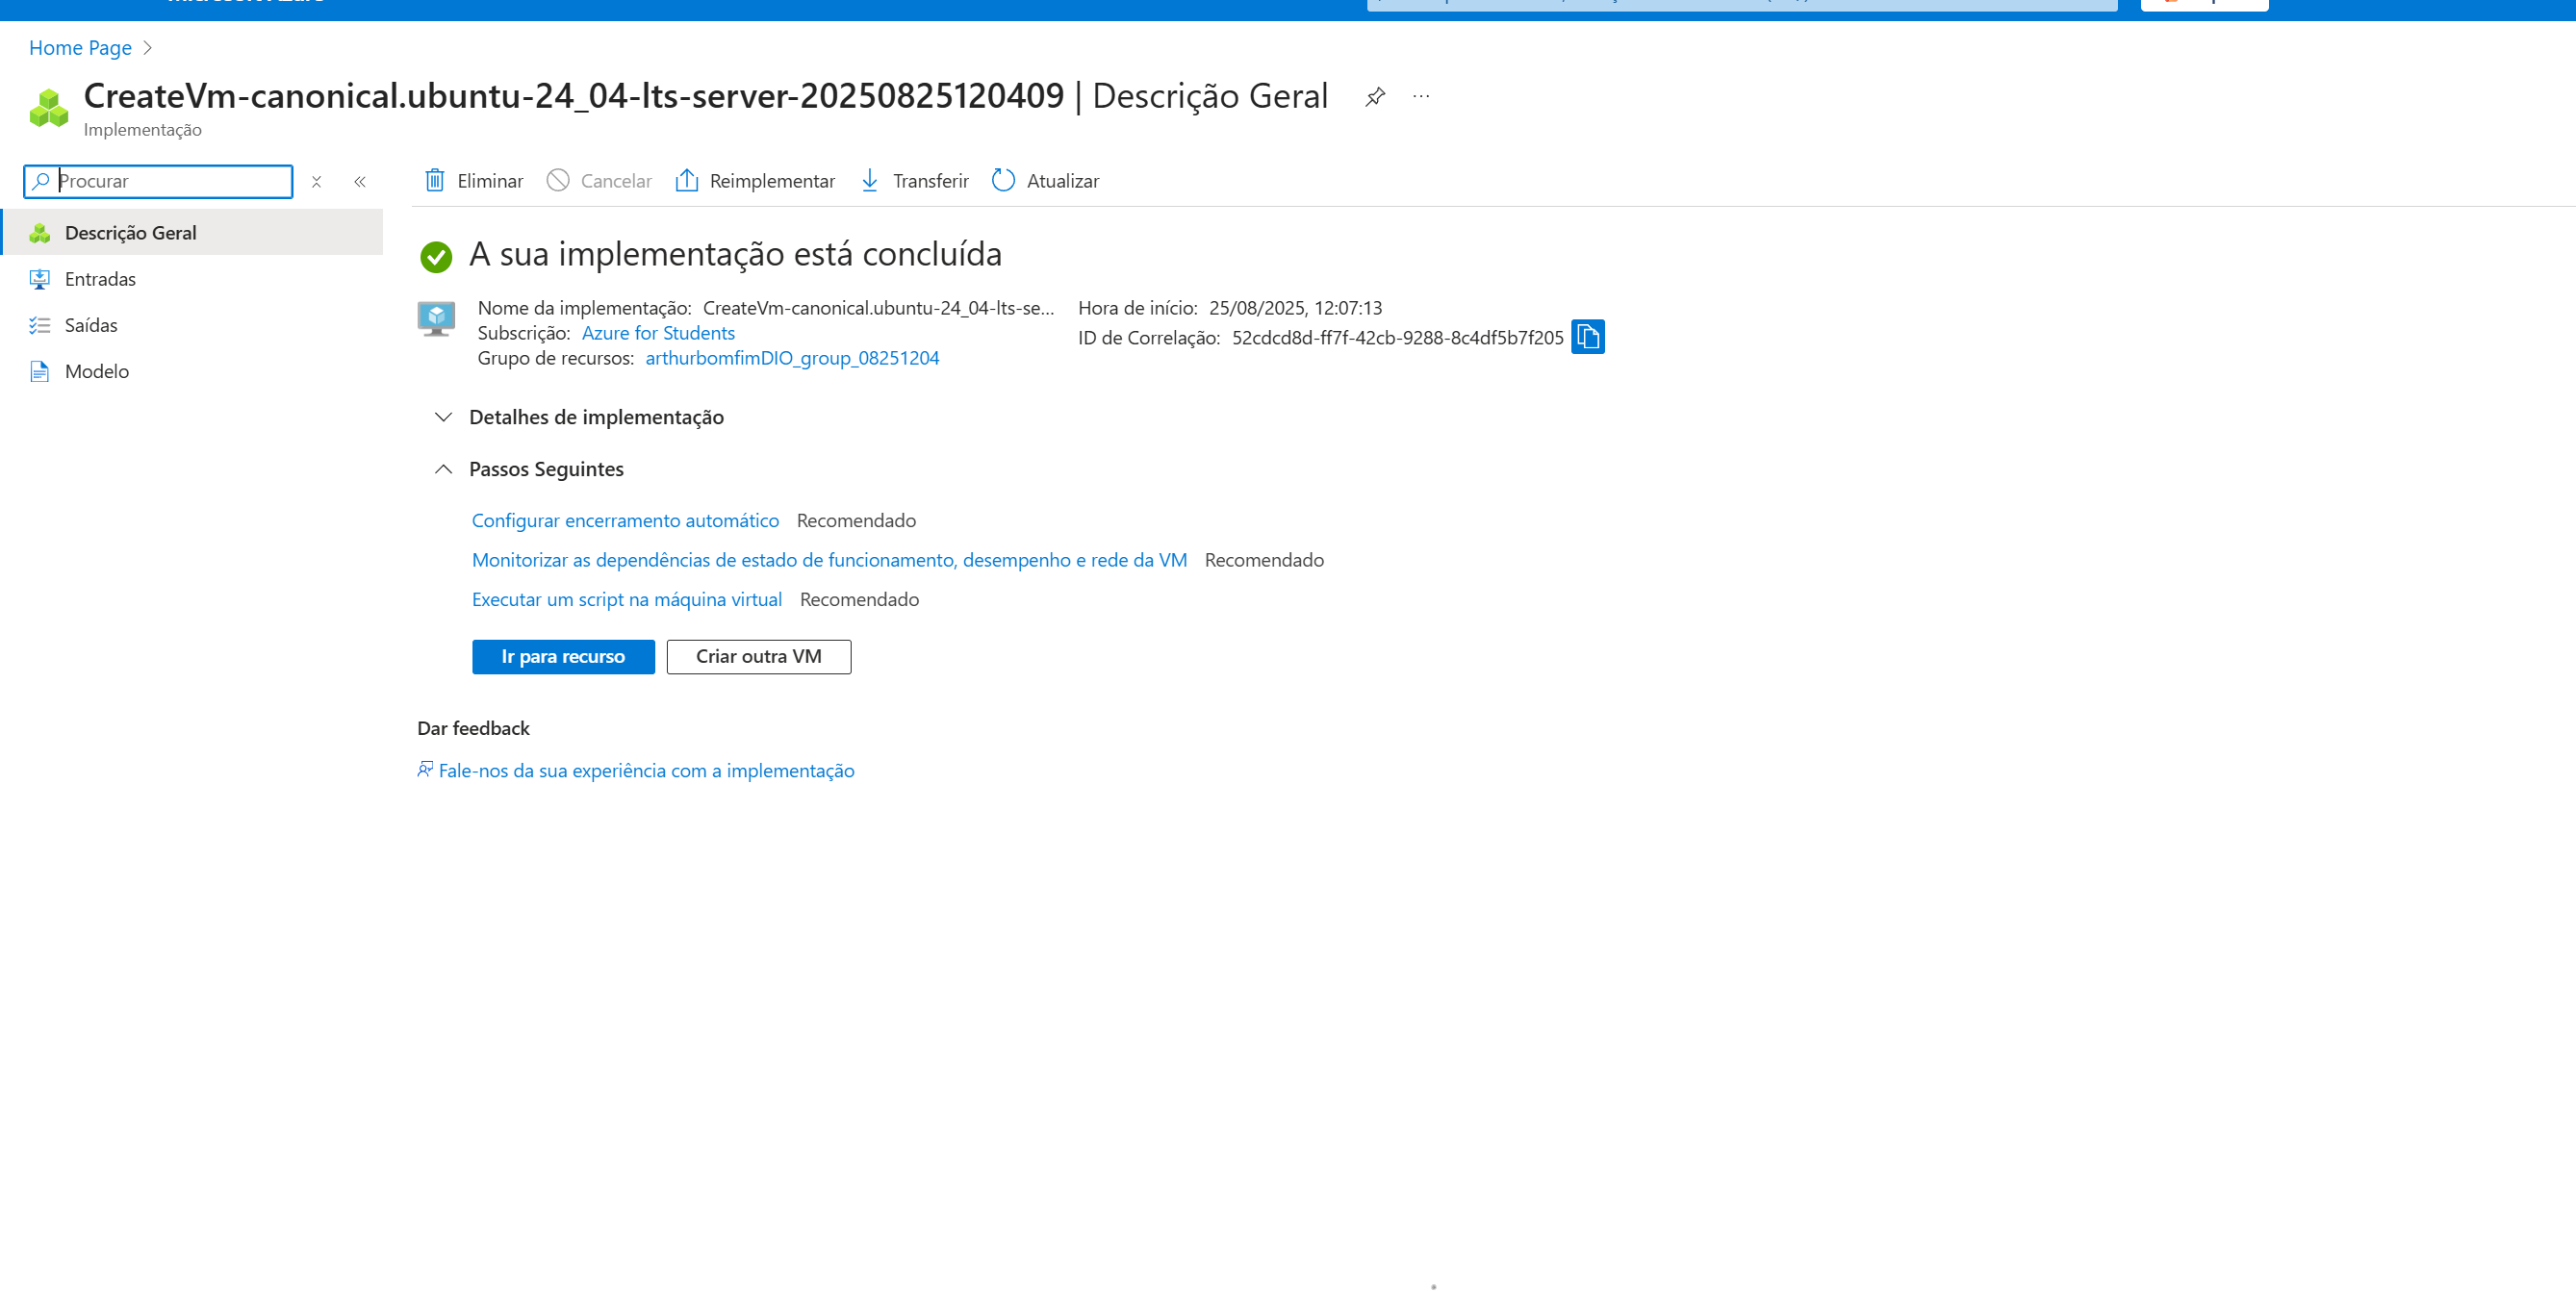 Home Page
CreateVm-canonical.ubuntu-24_04-lts-server-20250825120409 | Descrição Geral
Implementação
Procurar
Eliminar Cancelar Reimplementar Transferir Atualizar
Descrição Geral
Entradas
Saídas
Modelo
A sua implementação está concluída
Nome da implementação: CreateVm-canonical.ubuntu-24_04-lts-se...
Subscrição: Azure for Students
Grupo de recursos: arthurbomfimDIO_group_08251204
Hora de início: 25/08/2025, 12:07:13
ID de Correlação: 52cdcd8d-ff7f-42cb-9288-8c4df5b7f205
Detalhes de implementação
Passos Seguintes
Configurar encerramento automático Recomendado
Monitorizar as dependências de estado de funcionamento, desempenho e rede da VM Recomendado
Executar um script na máquina virtual Recomendado
Ir para recurso Criar outra VM
Dar feedback
Fale-nos da sua experiência com a implementação